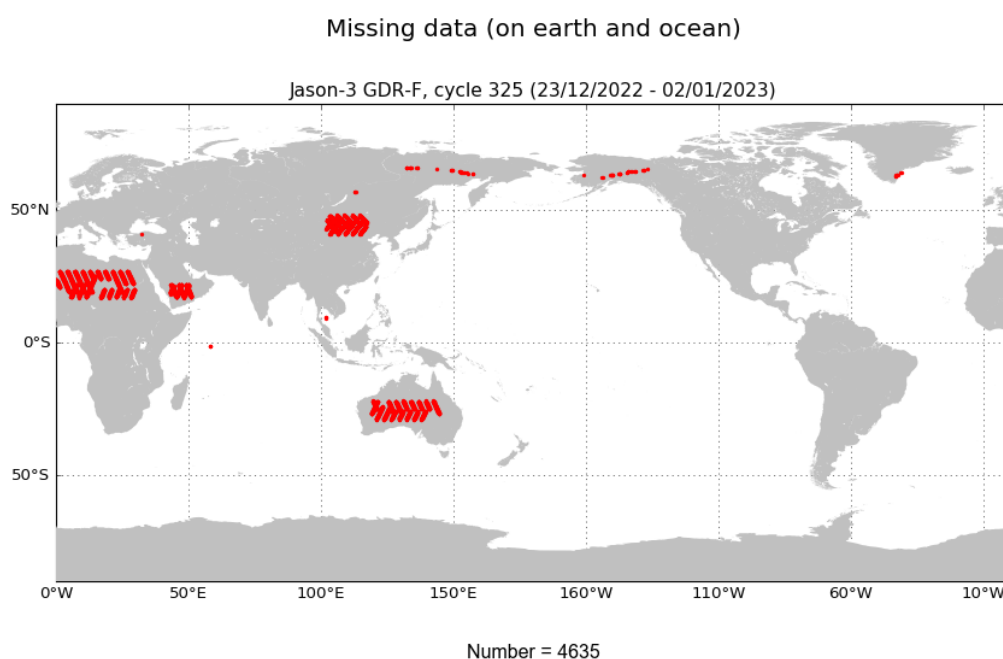 Missing data (on earth and ocean)
Jason-3 GDR-F, cycle 325 (23/12/2022 - 02/01/2023)
50°N
0°S
50°S
0°W 50°E 100°E 150°E 160°W 110°W 60°W 10°W
Number = 4635